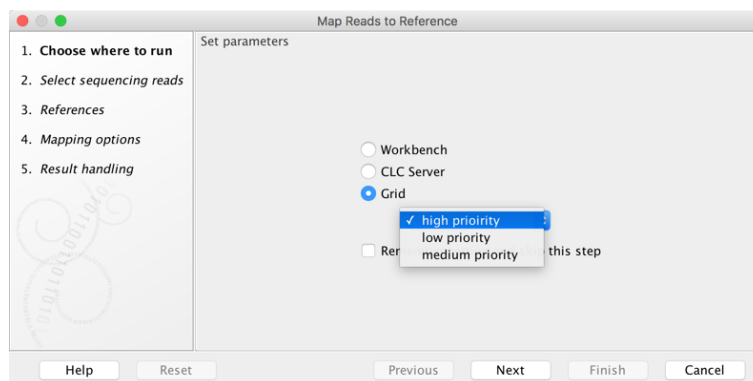 Map Reads to Reference
1. Choose where to run
2. Select sequencing reads
3. References
4. Mapping options
5. Result handling
Set parameters
Workbench
CLC Server
Grid
✓ high prioirity
low priority
medium priority
this step
Help Reset Previous Next Finish Cancel